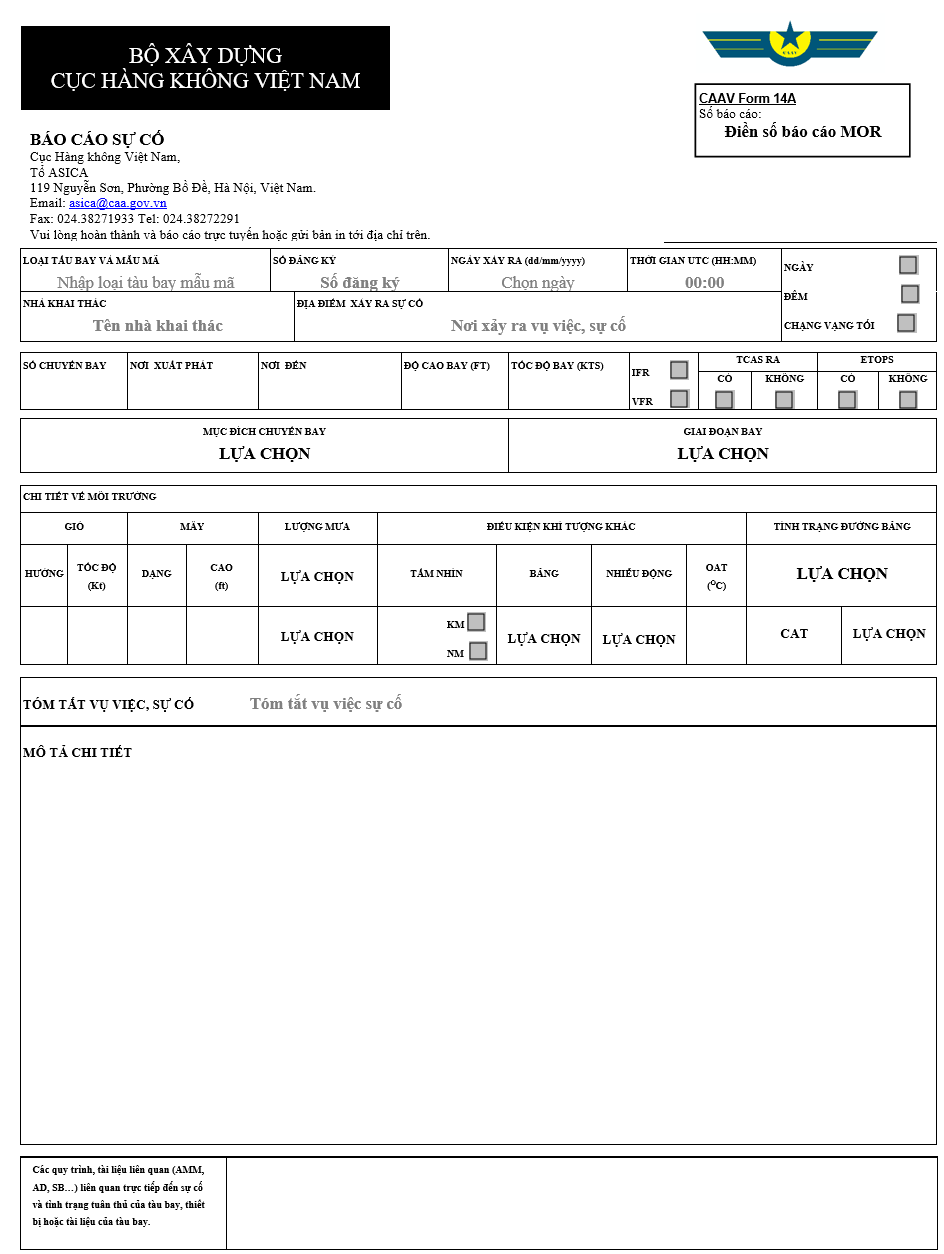 BỘ XÂY DỰNG
CỤC HÀNG KHÔNG VIỆT NAM
CAAV
CAAV Form 14A
Số báo cáo:
Điền số báo cáo MOR
BÁO CÁO SỰ CỐ
Cục Hàng không Việt Nam,
Tổ ASICA
119 Nguyễn Sơn, Phường Bồ Đề, Hà Nội, Việt Nam.
Email: asica@caa.gov.vn
Fax: 024.38271933 Tel: 024.38272291
Vui lòng hoàn thành và báo cáo trực tuyến hoặc gửi bản in tới địa chỉ trên.
LOẠI TÀU BAY VÀ MẪU MÃ
SỐ ĐĂNG KÝ
NGÀY XẢY RA (dd/mm/yyyy)
THỜI GIAN UTC (HH:MM)
NGÀY
Nhập loại tàu bay mẫu mã
Số đăng ký
Chọn ngày
00:00
ĐÊM
NHÀ KHAI THÁC
ĐỊA ĐIỂM XẢY RA SỰ CỐ
Tên nhà khai thác
Nơi xảy ra vụ việc, sự cố
CHẠNG VẠNG TỐI
SỐ CHUYẾN BAY
NƠI XUẤT PHÁT
NƠI ĐẾN
ĐỘ CAO BAY (FT)
TỐC ĐỘ BAY (KTS)
IFR
VFR
TCAS RA
CÓ
KHÔNG
ETOPS
CÓ
KHÔNG
MỤC ĐÍCH CHUYẾN BAY
LỰA CHỌN
GIAI ĐOẠN BAY
LỰA CHỌN
CHI TIẾT VỀ MÔI TRƯỜNG
GIÓ
MÂY
LƯỢNG MƯA
ĐIỀU KIỆN KHÍ TƯỢNG KHÁC
TÌNH TRẠNG ĐƯỜNG BĂNG
HƯỚNG
TỐC ĐỘ
(Kt)
DẠNG
CAO
(ft)
LỰA CHỌN
TẦM NHÌN
BĂNG
NHIỄU ĐỘNG
OAT
(OC)
LỰA CHỌN
LỰA CHỌN
KM
NM
LỰA CHỌN
LỰA CHỌN
CAT
LỰA CHỌN
TÓM TẮT VỤ VIỆC, SỰ CỐ
Tóm tắt vụ việc sự cố
MÔ TẢ CHI TIẾT
Các quy trình, tài liệu liên quan (AMM,
AD, SB…) liên quan trực tiếp đến sự cố
và tình trạng tuân thủ của tàu bay, thiết
bị hoặc tài liệu của tàu bay.